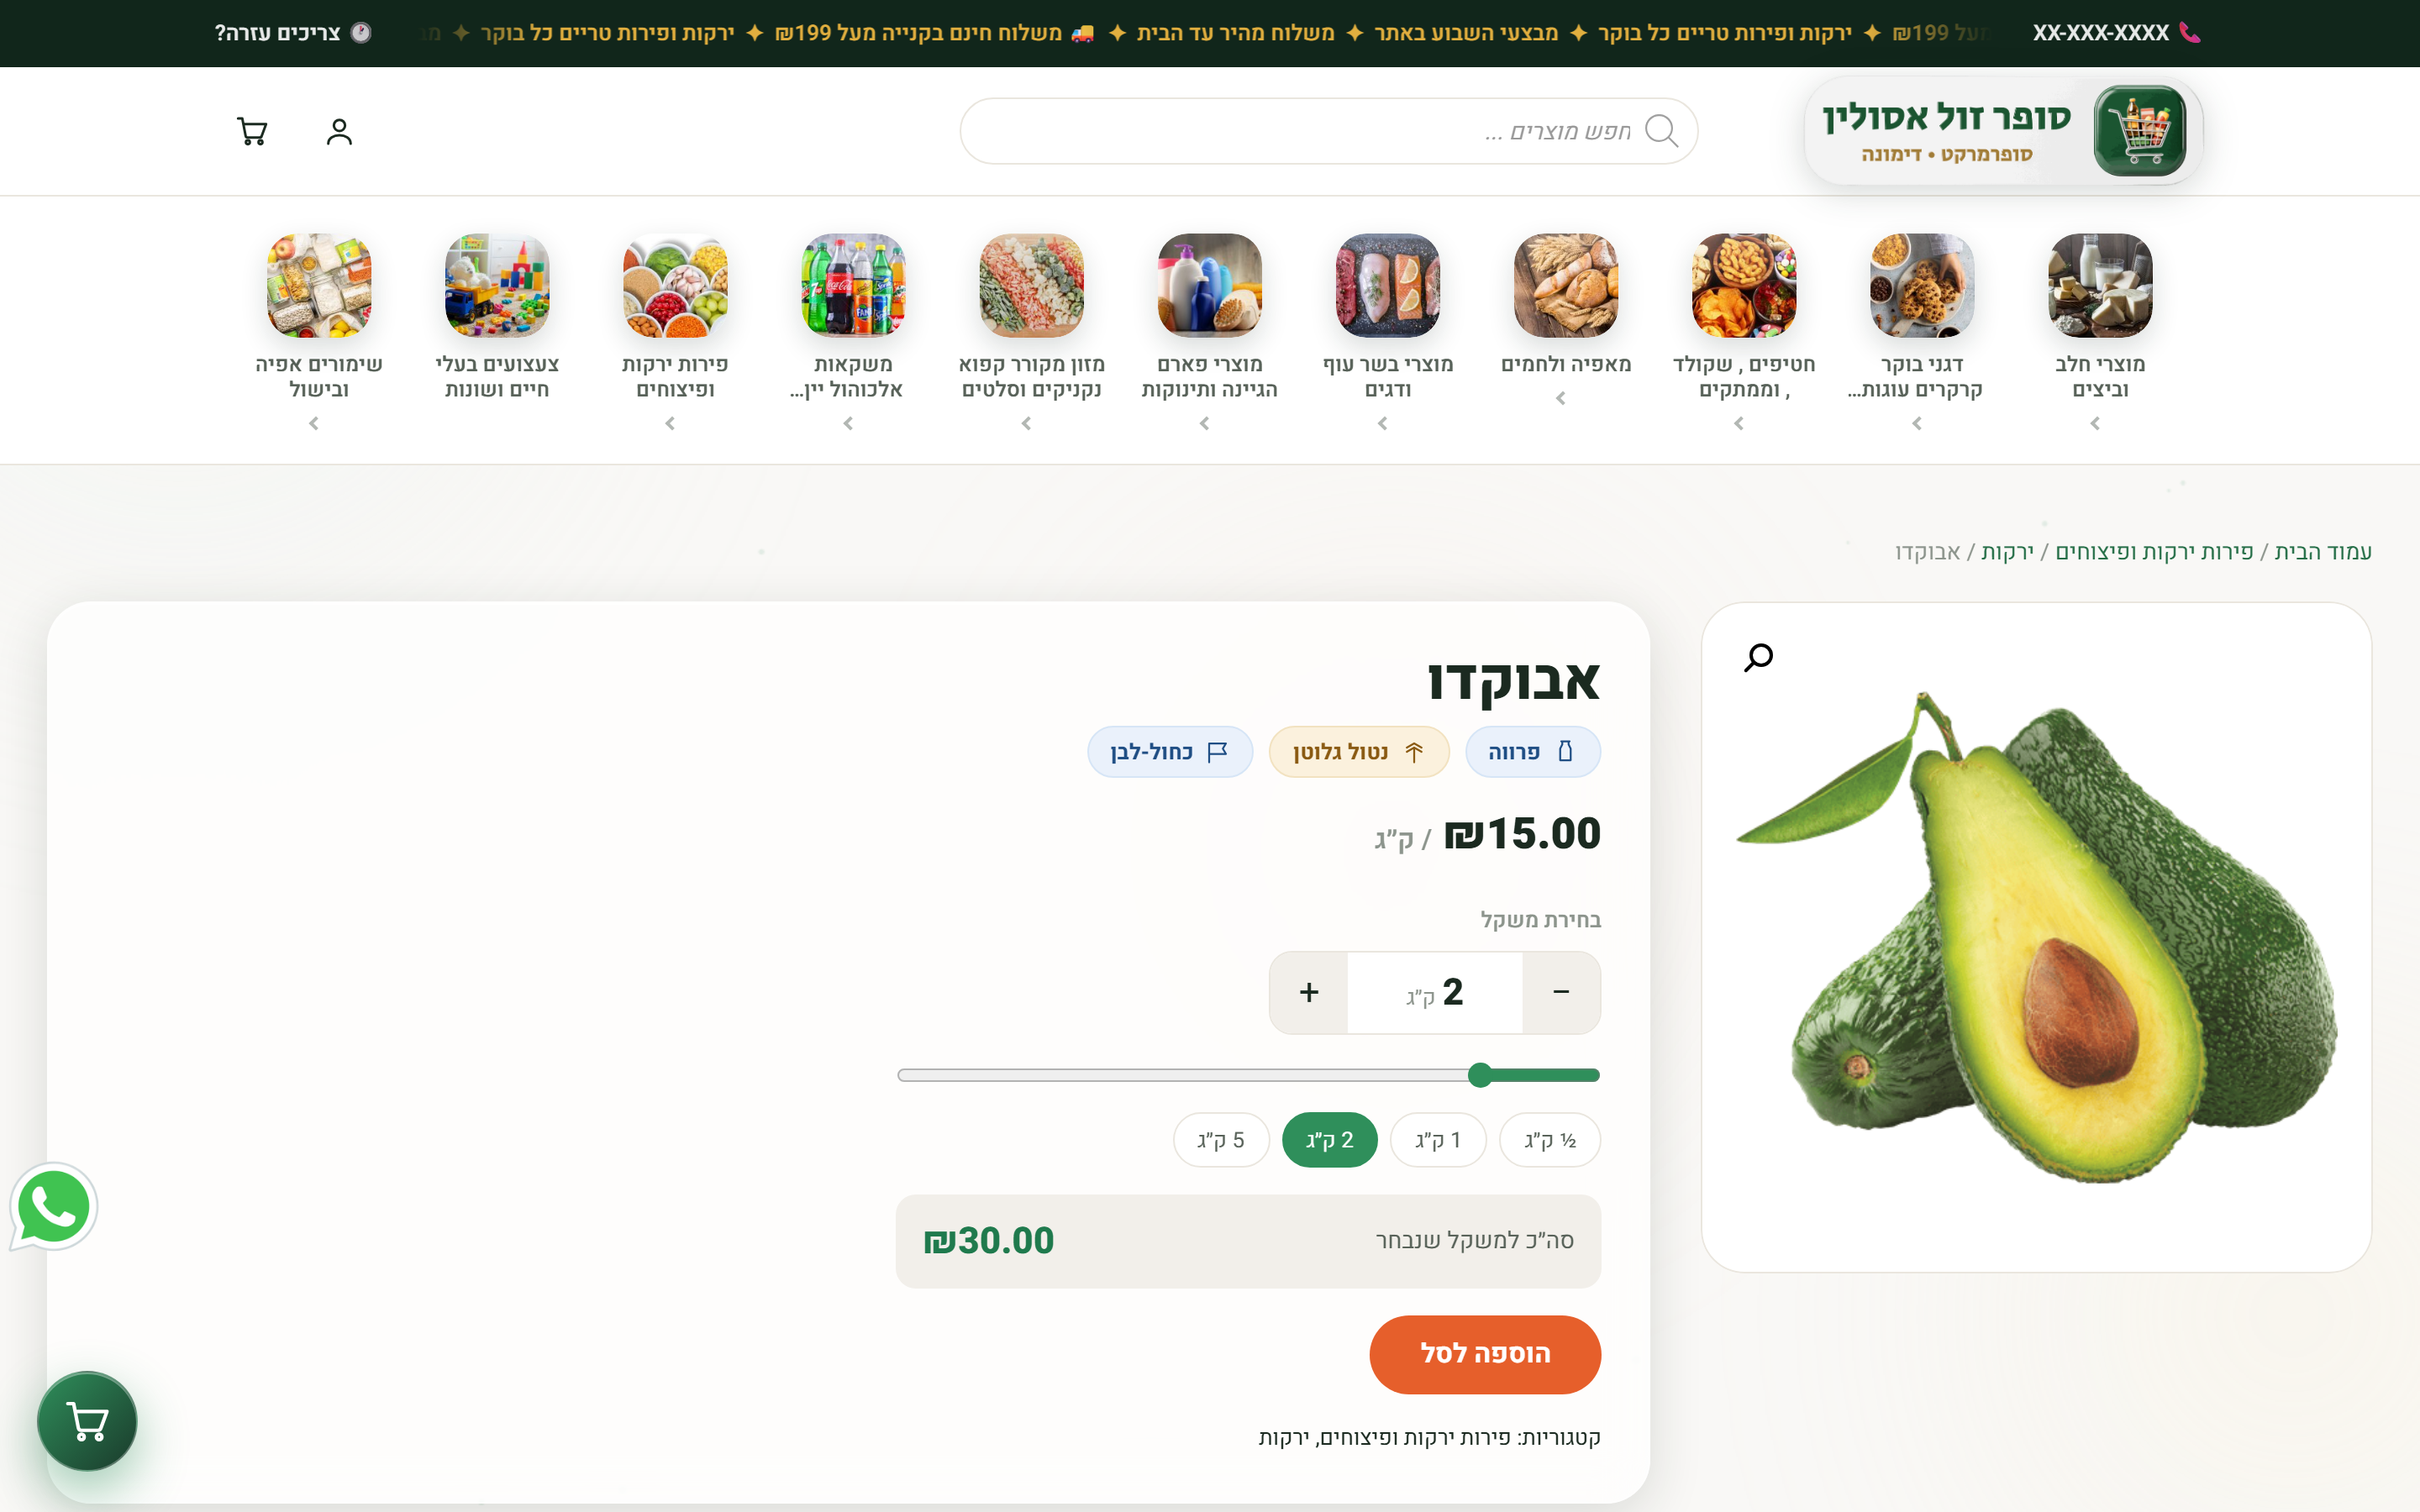 XX-XXX-XXXX
מעל ₪199 ✦ ירקות ופירות טריים כל בוקר ✦ מבצעי השבוע באתר ✦ משלוח מהיר עד הבית ✦ משלוח חינם בקנייה מעל ₪199 ✦ ירקות ופירות טריים כל בוקר ✦
צריכים עזרה?
סופר זול אסולין
סופרמרקט • דימונה
חפש מוצרים ...
מוצרי חלב
וביצים
דגני בוקר
קרקרים עוגות...
חטיפים , שוקולד
, וממתקים
מאפיה ולחמים
מוצרי בשר עוף
ודגים
מוצרי פארם
הגיינה ותינוקות
מזון מקורר קפוא
נקניקים וסלטים
משקאות
אלכוהול יין...
פירות ירקות
ופיצוחים
צעצועים בעלי
חיים ושונות
שימורים אפיה
ובישול
עמוד הבית / פירות ירקות ופיצוחים / ירקות / אבוקדו
אבוקדו
פרווה
נטול גלוטן
כחול-לבן
₪15.00 / ק״ג
בחירת משקל
− 2 ק״ג +
½ ק״ג
1 ק״ג
2 ק״ג
5 ק״ג
סה״כ למשקל שנבחר
₪30.00
הוספה לסל
קטגוריות: פירות ירקות ופיצוחים, ירקות